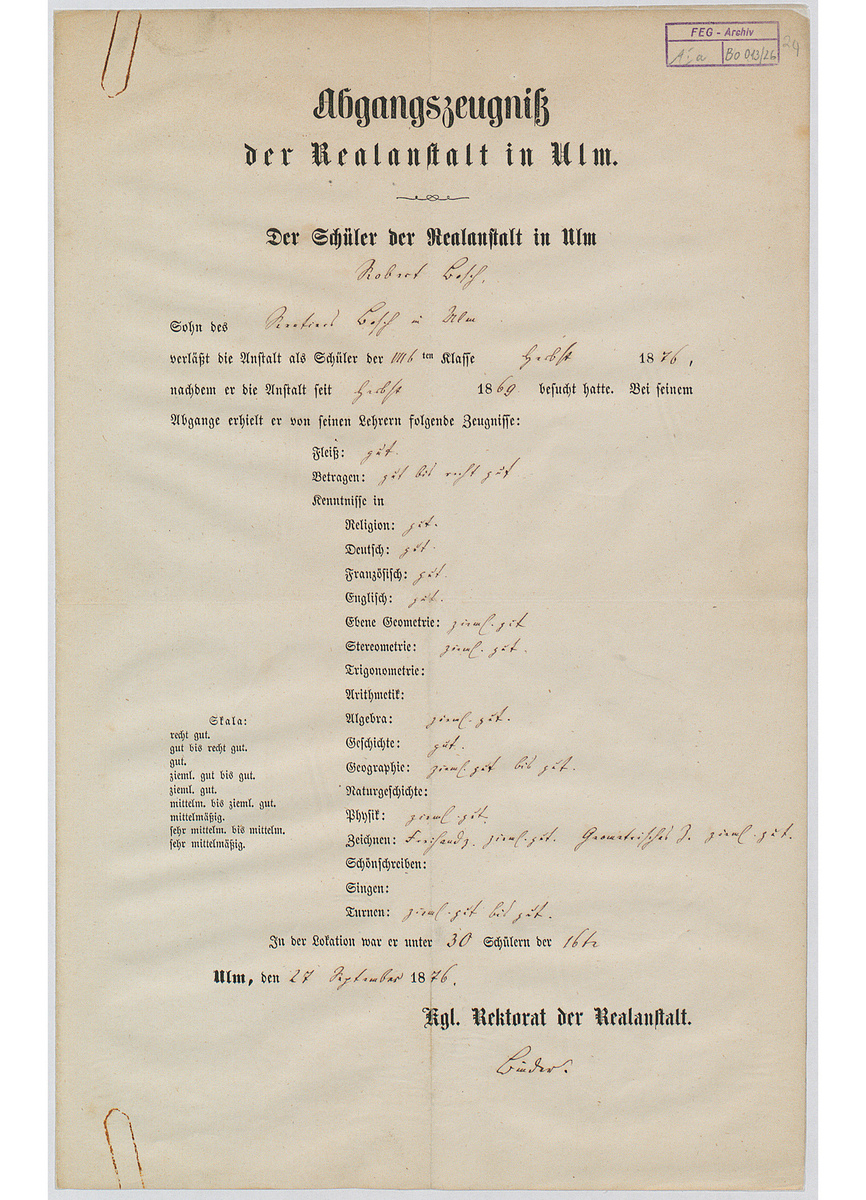 FEG - Archiv
A:a Bo 013/26
24
Abgangszeugniß
der Realanstalt in Ulm.
Der Schüler der Realanstalt in Ulm
Robert Bosch,
Sohn des Rentiers Bosch in Ulm
verläßt die Anstalt als Schüler der ten Klasse Herbst 1876,
nachdem er die Anstalt seit Herbst 1869 besucht hatte. Bei seinem
Abgange erhielt er von seinen Lehrern folgende Zeugnisse:
Fleiß: gut.
Betragen: gut bis recht gut
Kenntnisse in
Religion: gut.
Deutsch: gut.
Französisch: gut.
Englisch: gut.
Ebene Geometrie: zieml. gut
Stereometrie: zieml. gut.
Trigonometrie:
Arithmetik:
Algebra: zieml. gut.
Geschichte: gut.
Geographie: zieml. gut bis gut.
Naturgeschichte:
Physik: zieml. gut.
Zeichnen: Freihandz. zieml. gut. Geometrisches Z. zieml. gut.
Schönschreiben:
Singen:
Turnen: zieml. gut bis gut.
Skala:
recht gut.
gut bis recht gut.
gut.
zieml. gut bis gut.
zieml. gut.
mittelm. bis zieml. gut.
mittelmäßig.
sehr mittelm. bis mittelm.
sehr mittelmäßig.
In der Lokation war er unter 30 Schülern der 16te
Ulm, den 27 September 1876.
Kgl. Rektorat der Realanstalt.
Binder.